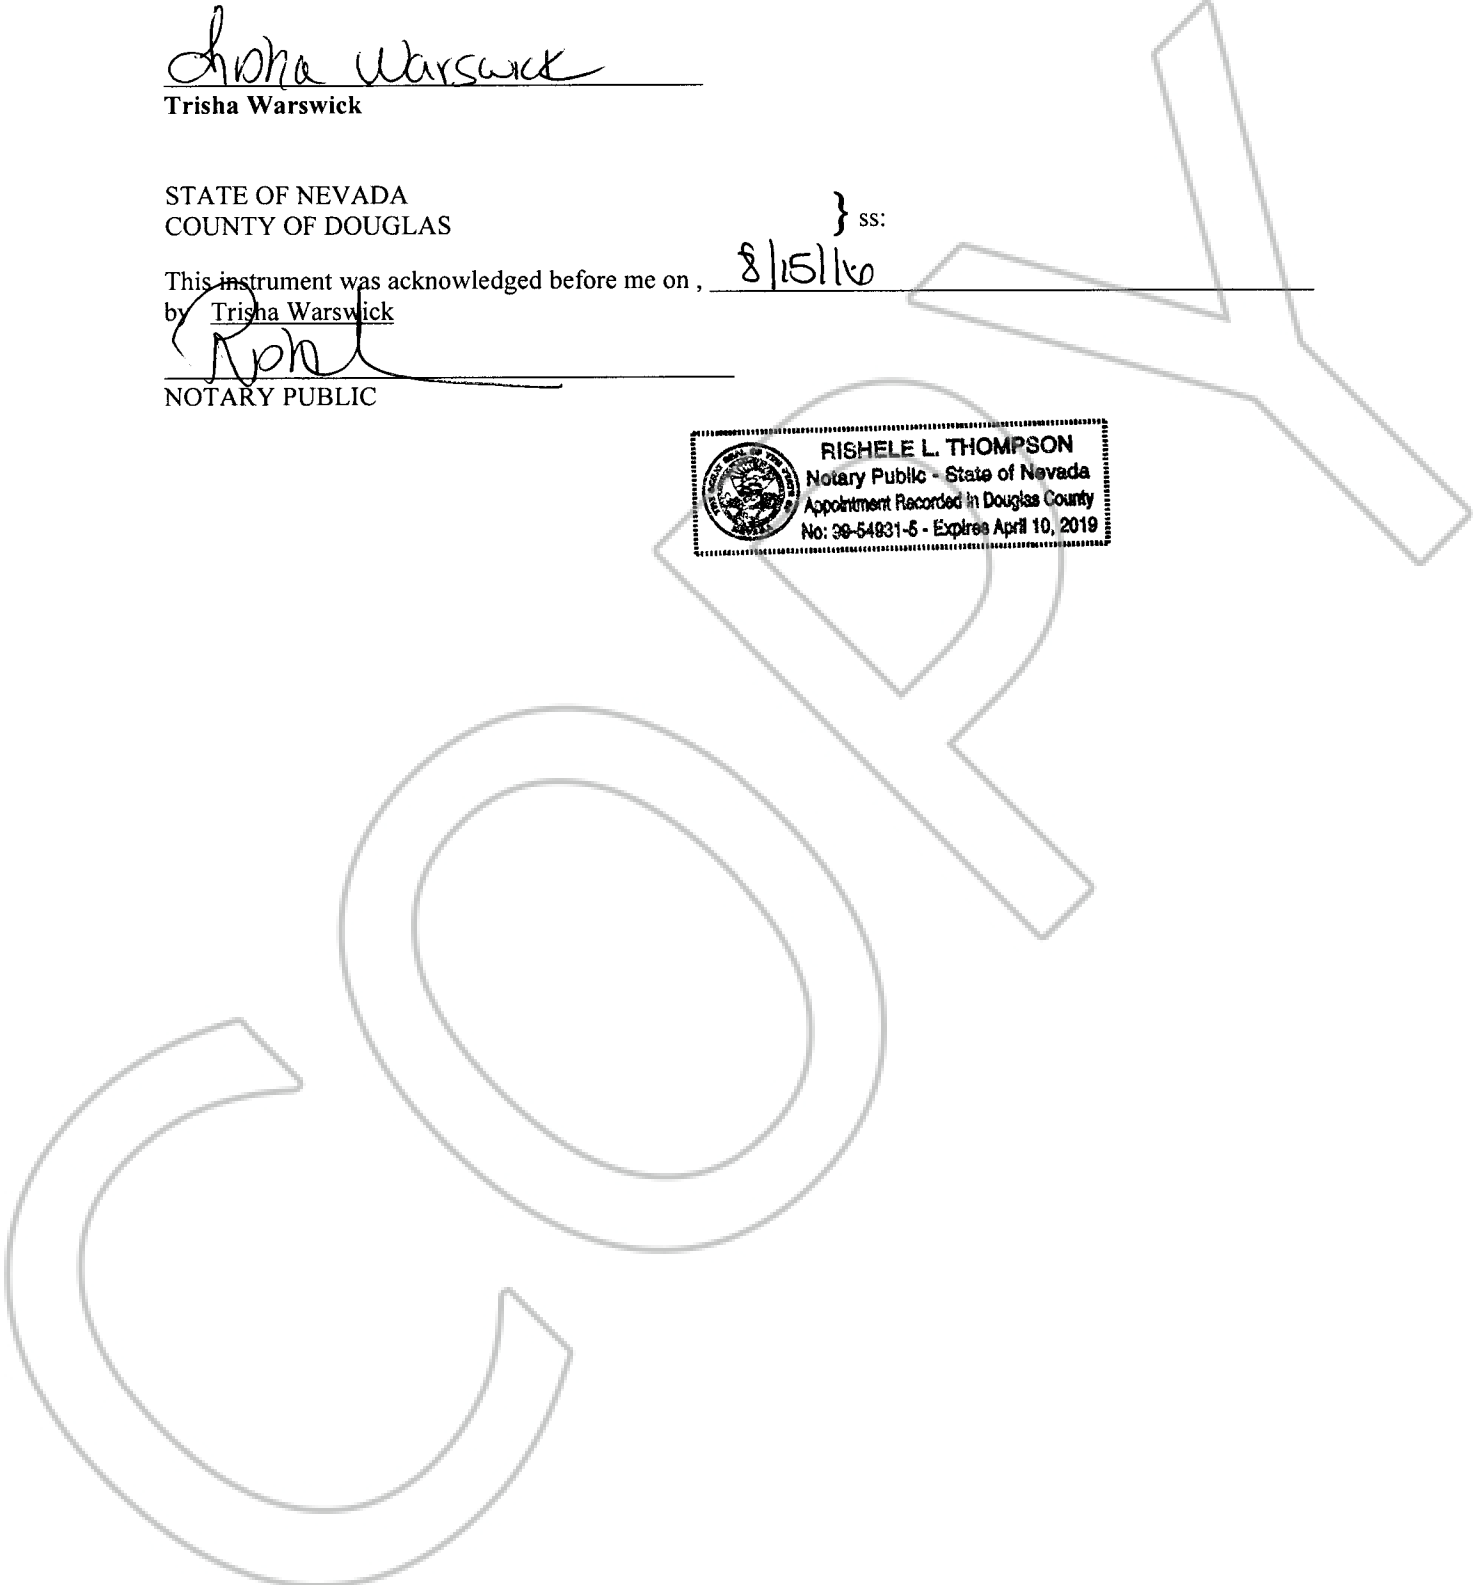 Trisha Warswick
Trisha Warswick
STATE OF NEVADA
COUNTY OF DOUGLAS
} ss:
This instrument was acknowledged before me on , 8/15/16
by Trisha Warswick
NOTARY PUBLIC
RISHELE L. THOMPSON
Notary Public - State of Nevada
Appointment Recorded in Douglas County
No: 99-54931-5 - Expires April 10, 2019
COPY